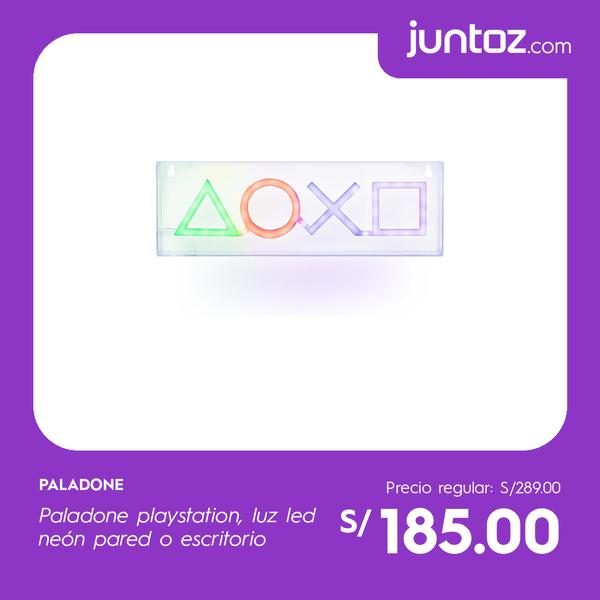 juntoz.com
PALADONE
Paladone playstation, luz led
neón pared o escritorio
Precio regular: S/289.00
S/185.00